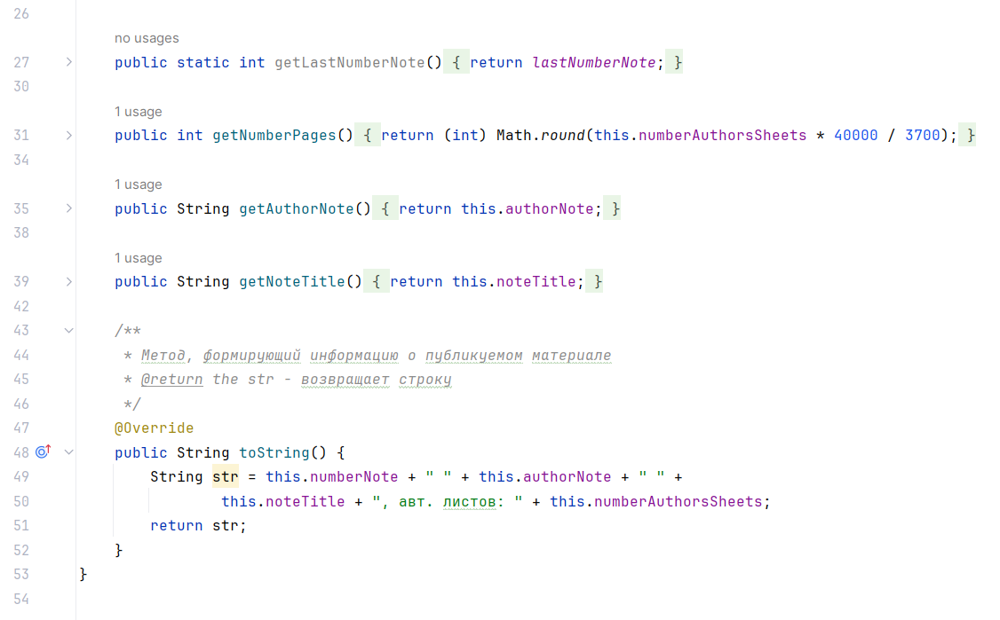 26
no usages
27 public static int getLastNumberNote() { return lastNumberNote; }
30
1 usage
31 public int getNumberPages() { return (int) Math.round(this.numberAuthorsSheets * 40000 / 3700); }
34
1 usage
35 public String getAuthorNote() { return this.authorNote; }
38
1 usage
39 public String getNoteTitle() { return this.noteTitle; }
42
43 /**
44 * Метод, формирующий информацию о публикуемом материале
45 * @return the str - возвращает строку
46 */
47 @Override
48 public String toString() {
49 String str = this.numberNote + " " + this.authorNote + " " +
50 this.noteTitle + ", авт. листов: " + this.numberAuthorsSheets;
51 return str;
52 }
53 }
54